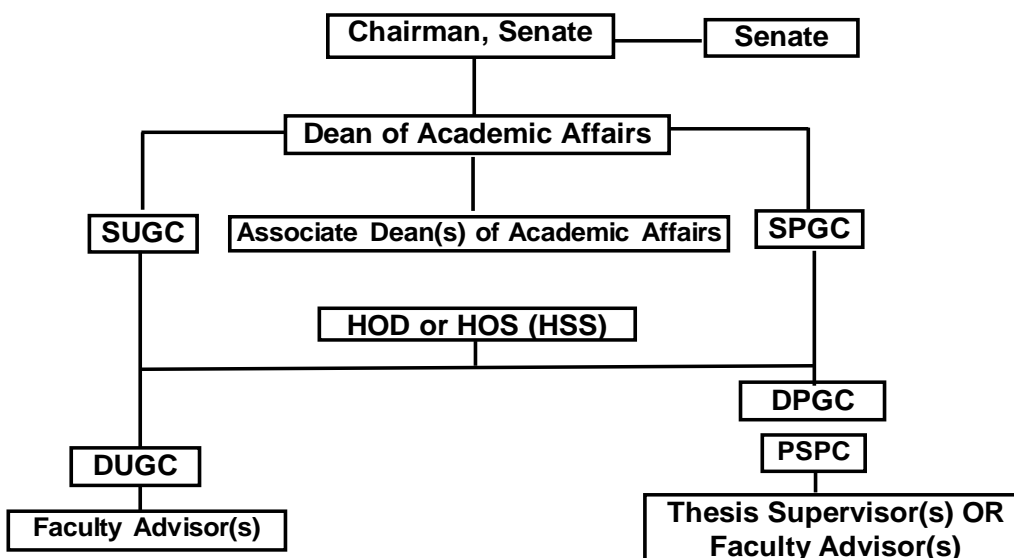 Chairman, Senate
Senate
Dean of Academic Affairs
SUGC
Associate Dean(s) of Academic Affairs
SPGC
HOD or HOS (HSS)
DPGC
DUGC
PSPC
Faculty Advisor(s)
Thesis Supervisor(s) OR
Faculty Advisor(s)